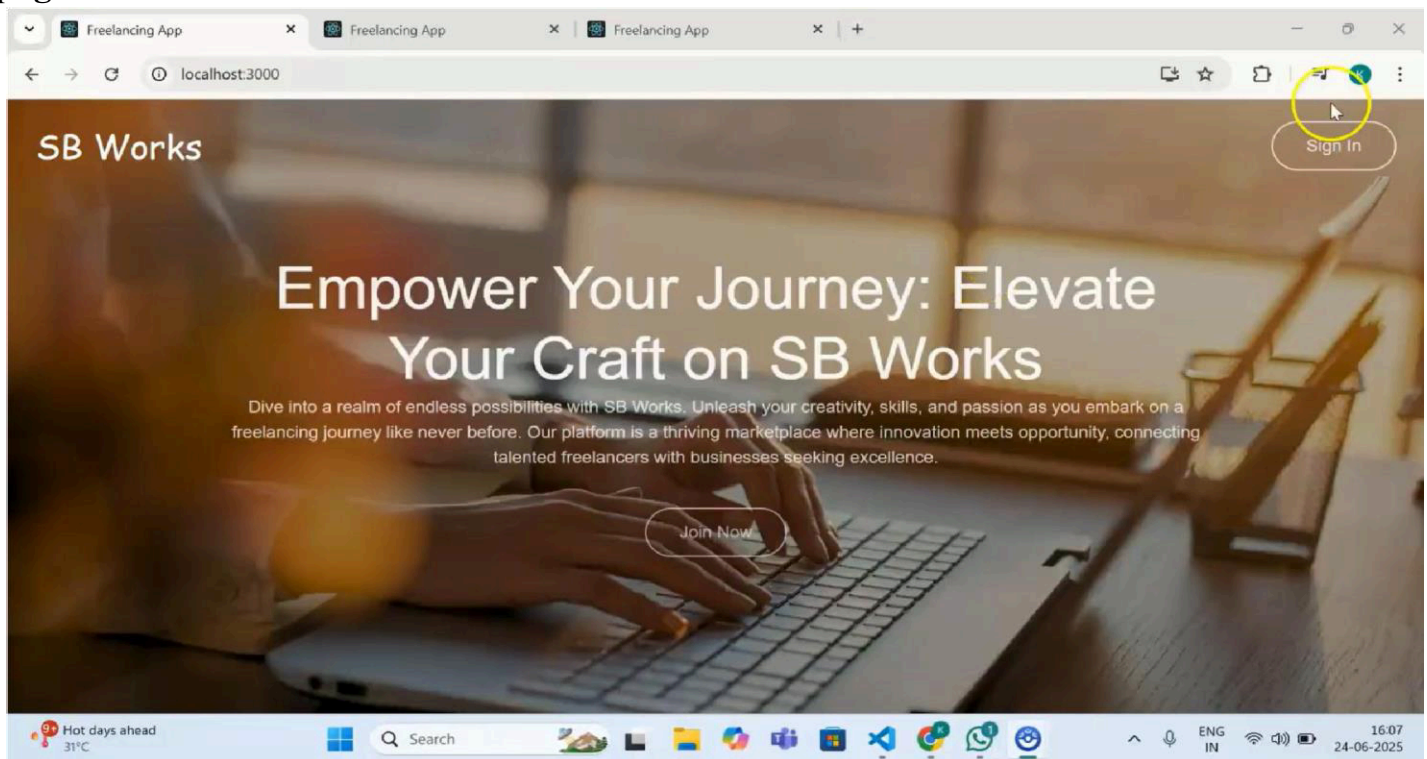 Freelancing App
Freelancing App
Freelancing App
localhost:3000
K
SB Works
Sign In
Empower Your Journey: Elevate
Your Craft on SB Works
Dive into a realm of endless possibilities with SB Works. Unleash your creativity, skills, and passion as you embark on a
freelancing journey like never before. Our platform is a thriving marketplace where innovation meets opportunity, connecting
talented freelancers with businesses seeking excellence.
Join Now
9+
Hot days ahead
31°C
Search
K
1
ENG
IN
16:07
24-06-2025